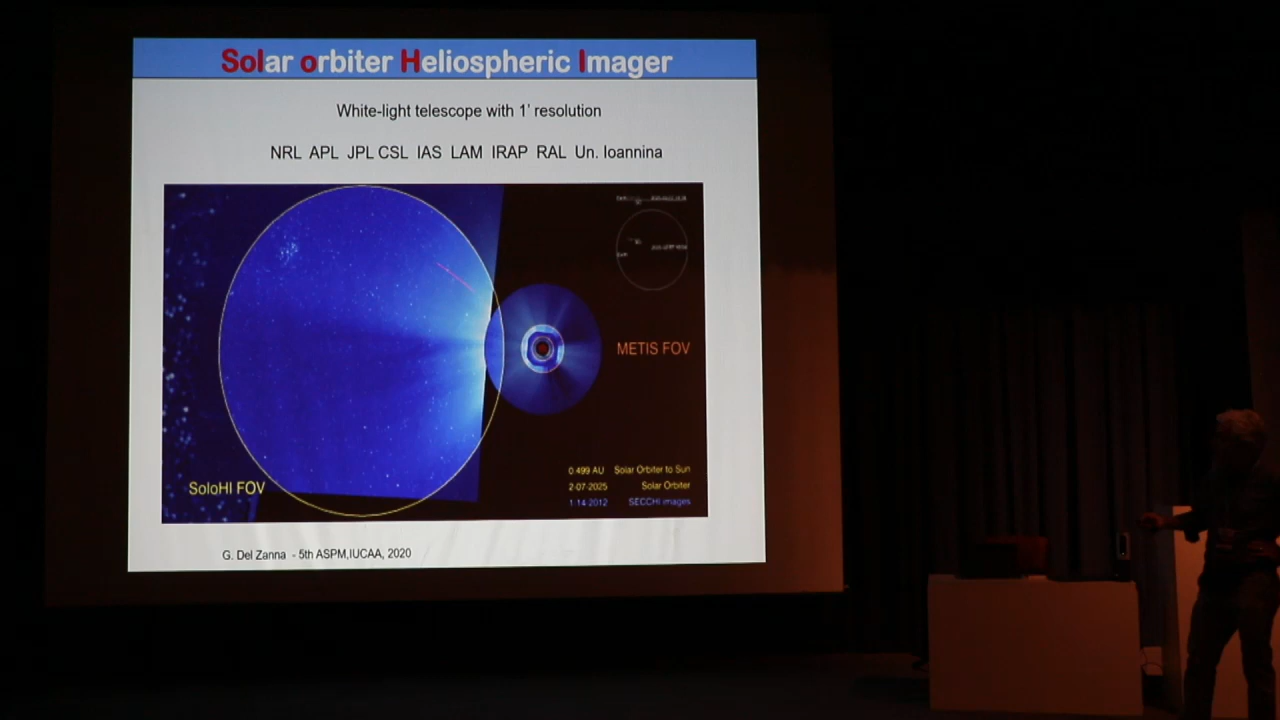 Solar orbiter Heliospheric Imager
White-light telescope with 1' resolution
NRL APL JPL CSL IAS LAM IRAP RAL Un. Ioannina
METIS FOV
0.499 AU Solar Orbiter to Sun
2-07-2025 Solar Orbiter
1-14-2012 SECCHI images
SoloHI FOV
G. Del Zanna - 5th ASPM,IUCAA, 2020